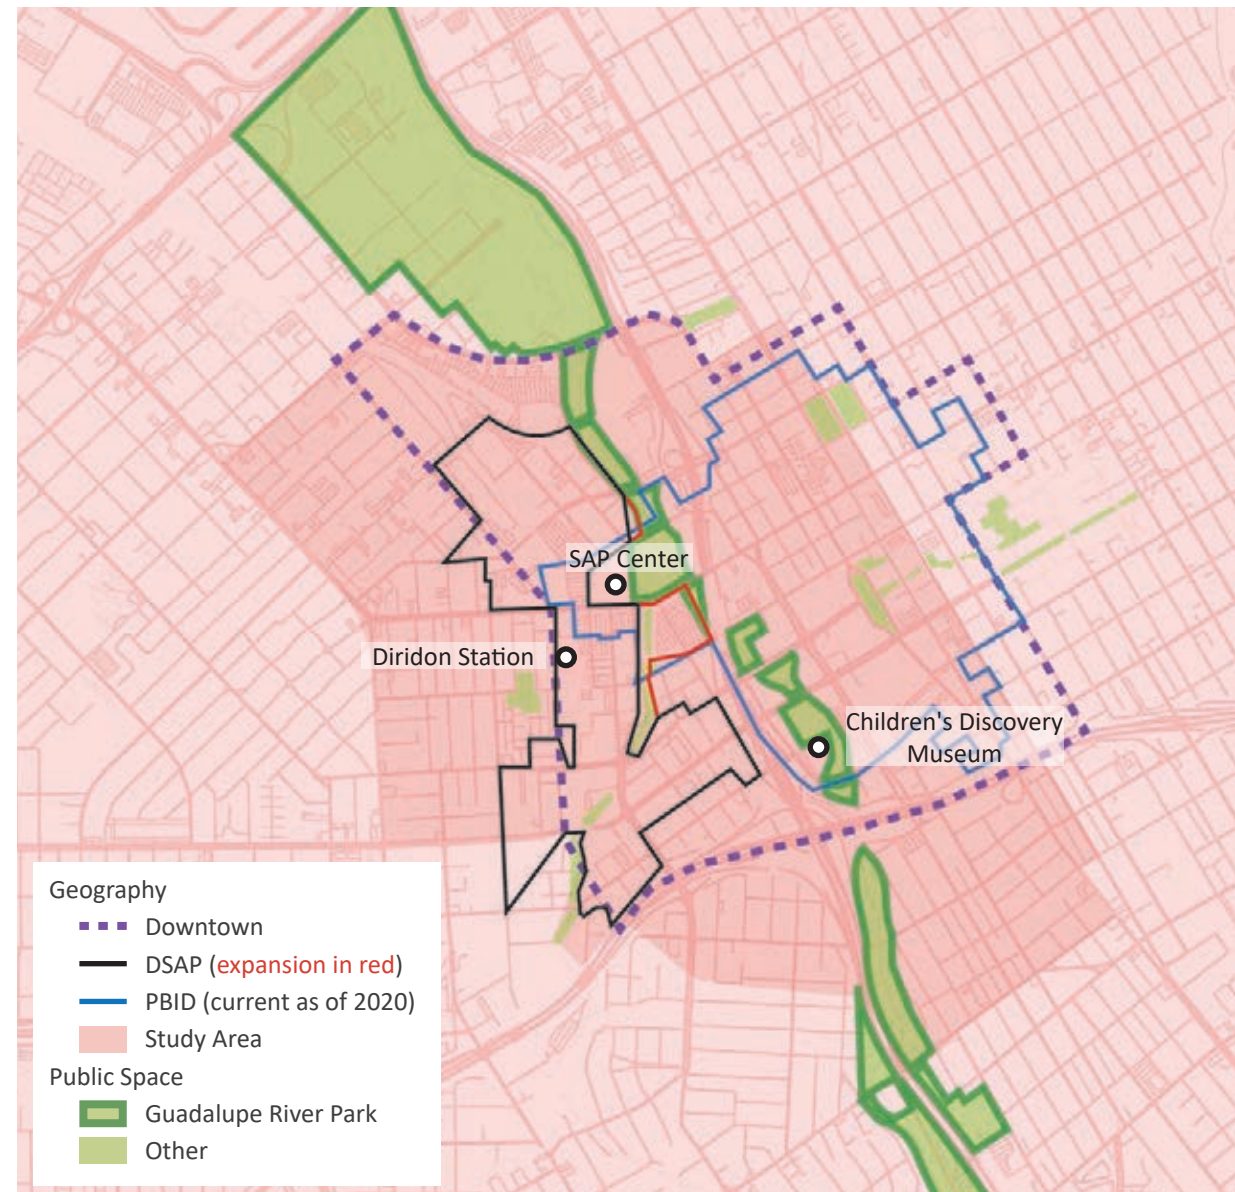 SAP Center
Diridon Station
Children's Discovery
Museum
Geography
Downtown
DSAP (expansion in red)
PBID (current as of 2020)
Study Area
Public Space
Guadalupe River Park
Other